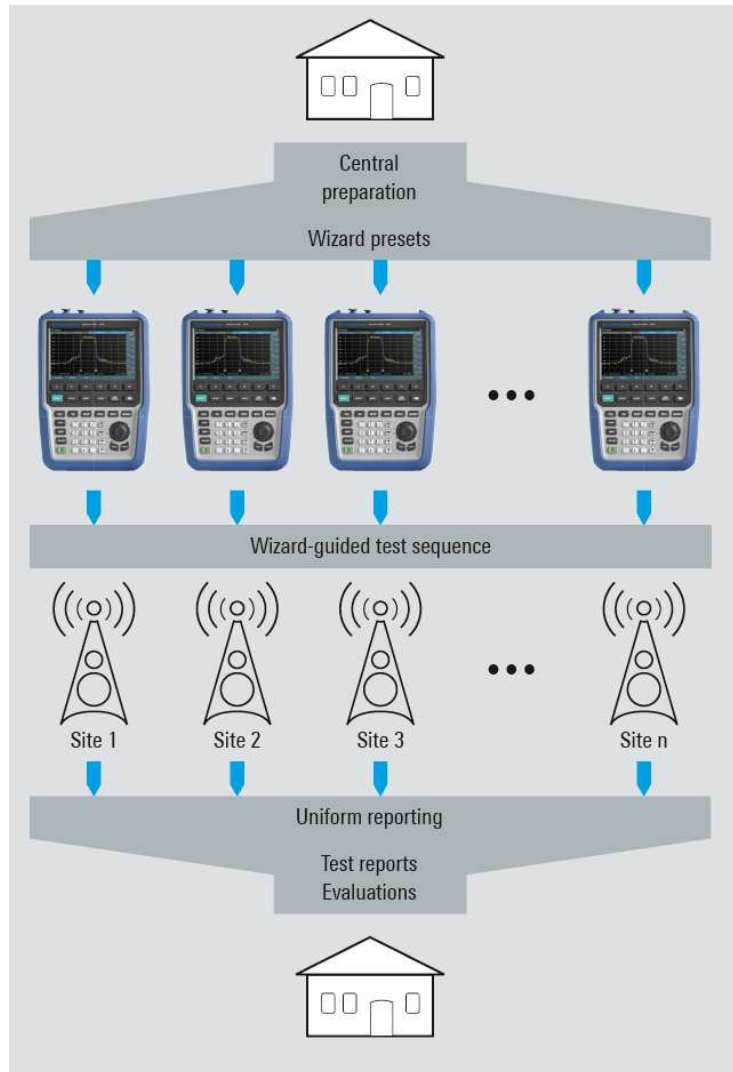 Central
preparation
Wizard presets
Wizard-guided test sequence
Site 1
Site 2
Site 3
Site n
Uniform reporting
Test reports
Evaluations